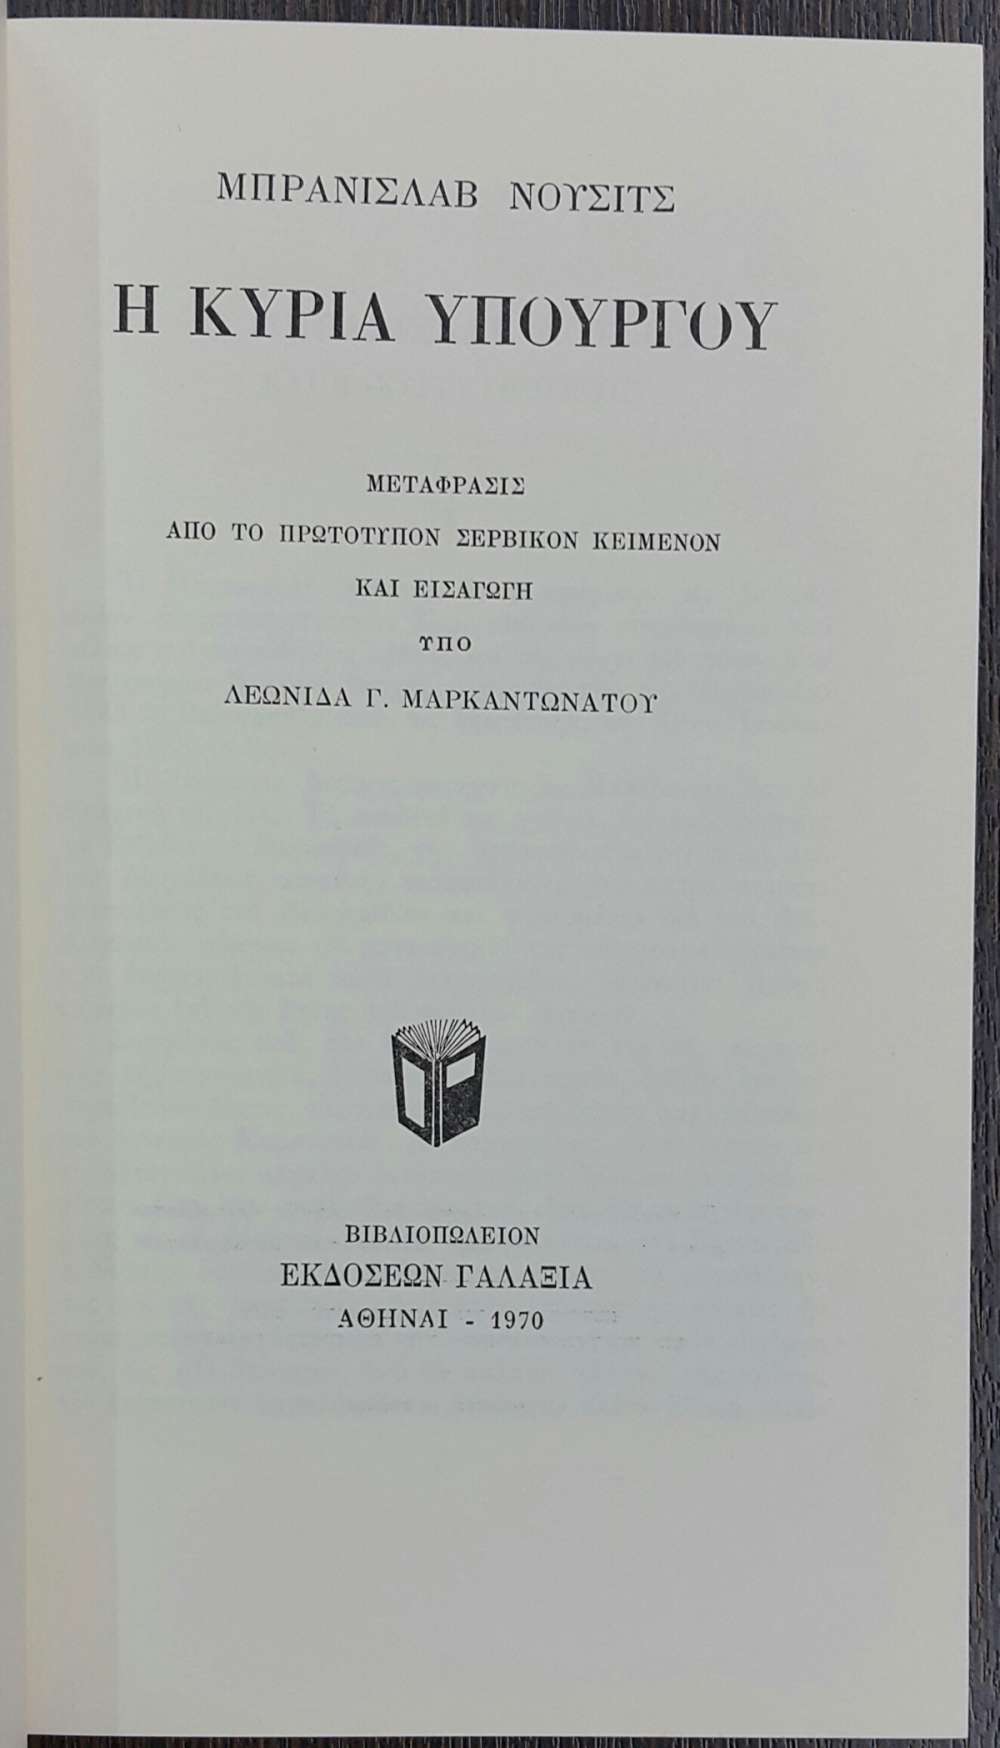 ΜΠΡΑΝΙΣΛΑΒ ΝΟΥΣΙΤΣ
Η ΚΥΡΙΑ ΥΠΟΥΡΓΟΥ
ΜΕΤΑΦΡΑΣΙΣ
ΑΠΟ ΤΟ ΠΡΩΤΟΤΥΠΟΝ ΣΕΡΒΙΚΟΝ ΚΕΙΜΕΝΟΝ
ΚΑΙ ΕΙΣΑΓΩΓΗ
ΥΠΟ
ΛΕΩΝΙΔΑ Γ. ΜΑΡΚΑΝΤΩΝΑΤΟΥ
ΒΙΒΛΙΟΠΩΛΕΙΟΝ
ΕΚΔΟΣΕΩΝ ΓΑΛΑΞΙΑ
ΑΘΗΝΑΙ - 1970